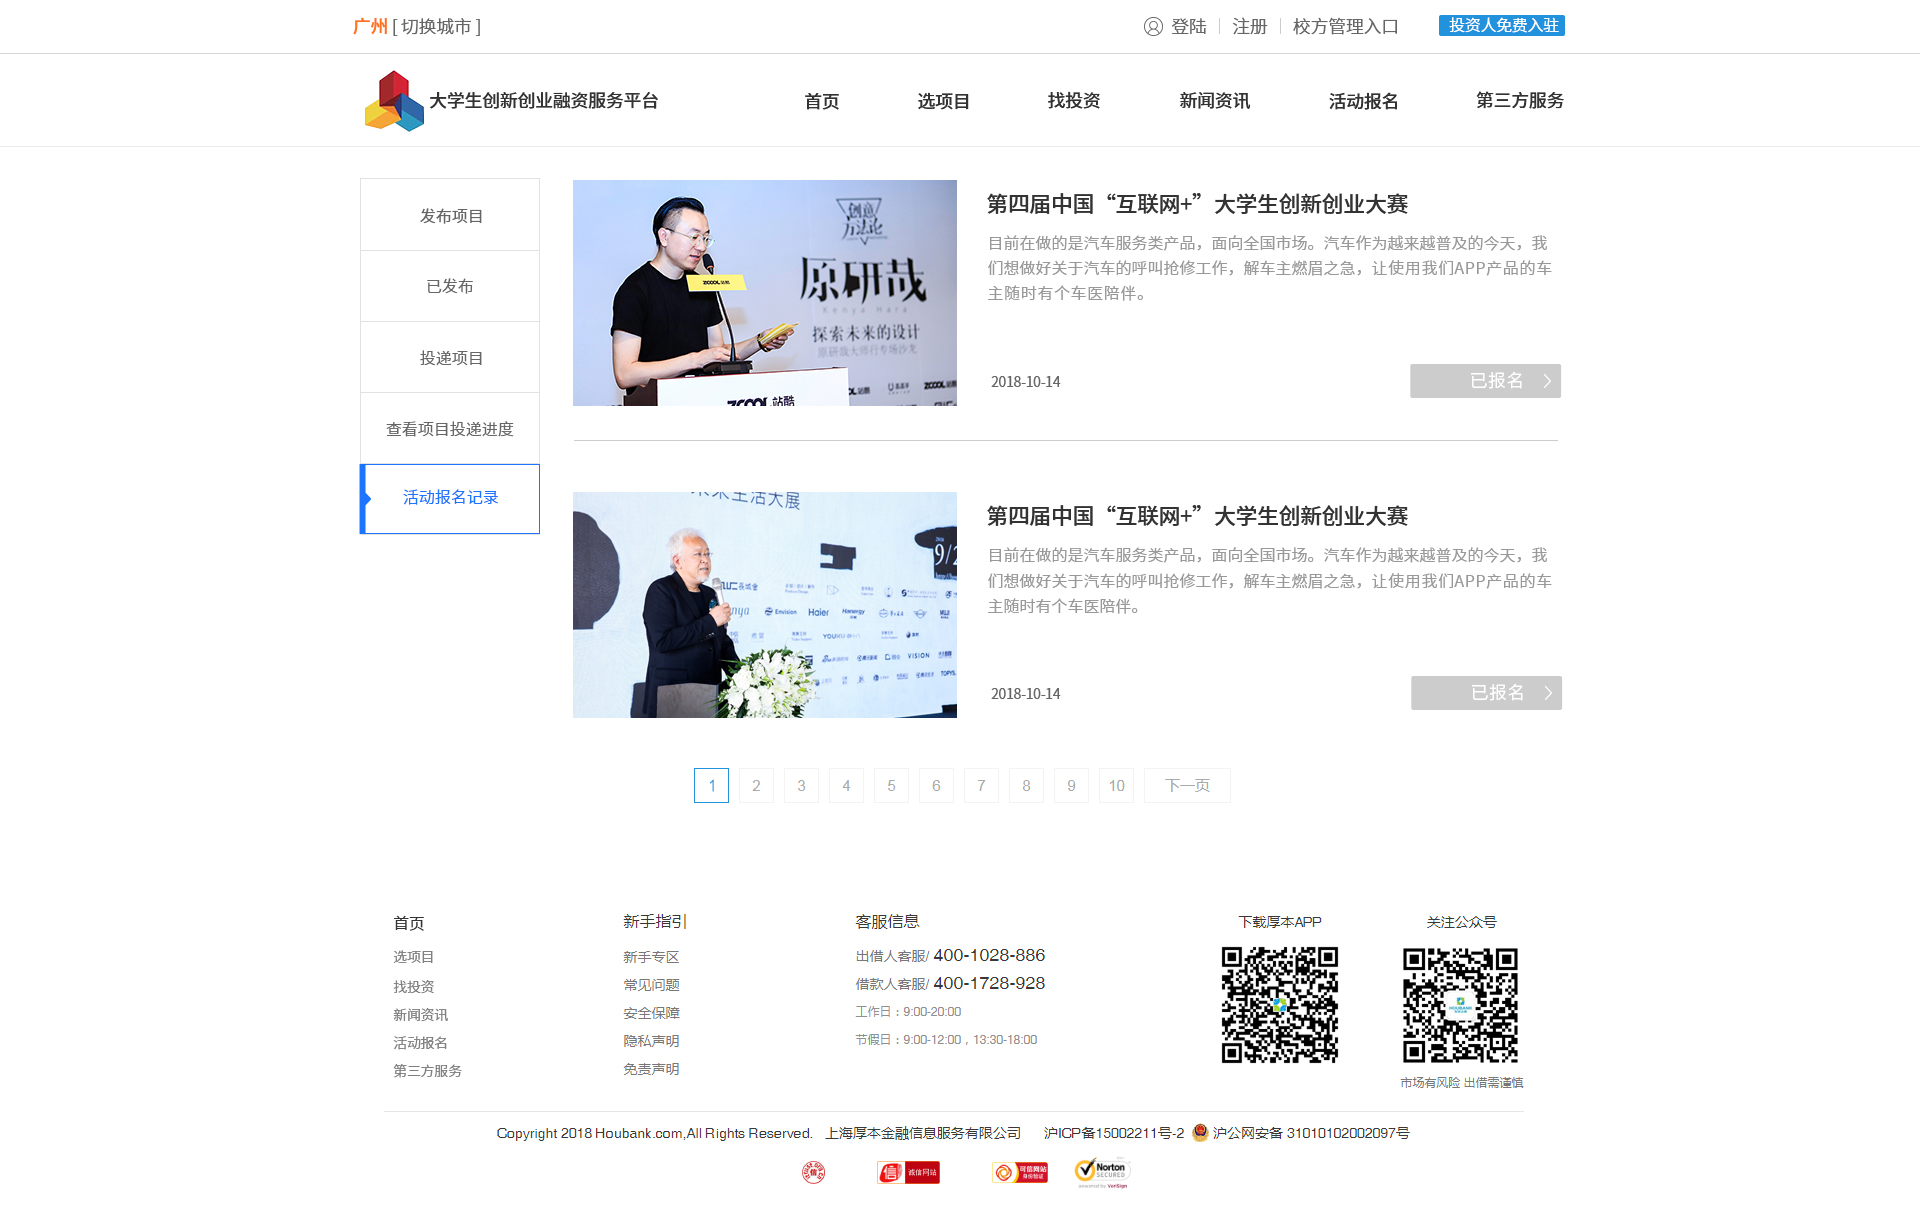 广州 [ 切换城市 ]
登陆 注册 校方管理入口 投资人免费入驻
大学生创新创业融资服务平台 首页 选项目 找投资 新闻资讯 活动报名 第三方服务
发布项目
已发布
投递项目
查看项目投递进度
活动报名记录
创意
方法论
原研哉
Kenya Hara
探索未来的设计
原研做大师行专场沙龙
ZCOOL 站酷
ZCOOL 站酷
第四届中国“互联网+”大学生创新创业大赛
目前在做的是汽车服务类产品，面向全国市场。汽车作为越来越普及的今天，我
们想做好关于汽车的呼叫抢修工作，解车主燃眉之急，让使用我们APP产品的车
主随时有个车医陪伴。
2018-10-14
已报名
未来生活大展
Envision Haier Hanergy MUJI
YOUKU
VISION
TOPYS.
第四届中国“互联网+”大学生创新创业大赛
目前在做的是汽车服务类产品，面向全国市场。汽车作为越来越普及的今天，我
们想做好关于汽车的呼叫抢修工作，解车主燃眉之急，让使用我们APP产品的车
主随时有个车医陪伴。
2018-10-14
已报名
1 2 3 4 5 6 7 8 9 10 下一页
首页
选项目
找投资
新闻资讯
活动报名
第三方服务
新手指引
新手专区
常见问题
安全保障
隐私声明
免责声明
客服信息
出借人客服/ 400-1028-886
借款人客服/ 400-1728-928
工作日：9:00-20:00
节假日：9:00-12:00，13:30-18:00
下载厚本APP
关注公众号
HOUBANK
市场有风险 出借需谨慎
Copyright 2018 Houbank.com,All Rights Reserved. 上海厚本金融信息服务有限公司 沪ICP备15002211号-2 沪公网安备 31010102002097号
信
信 诚信网站
可信网站
身份验证
Norton
SECURED
powered by VeriSign